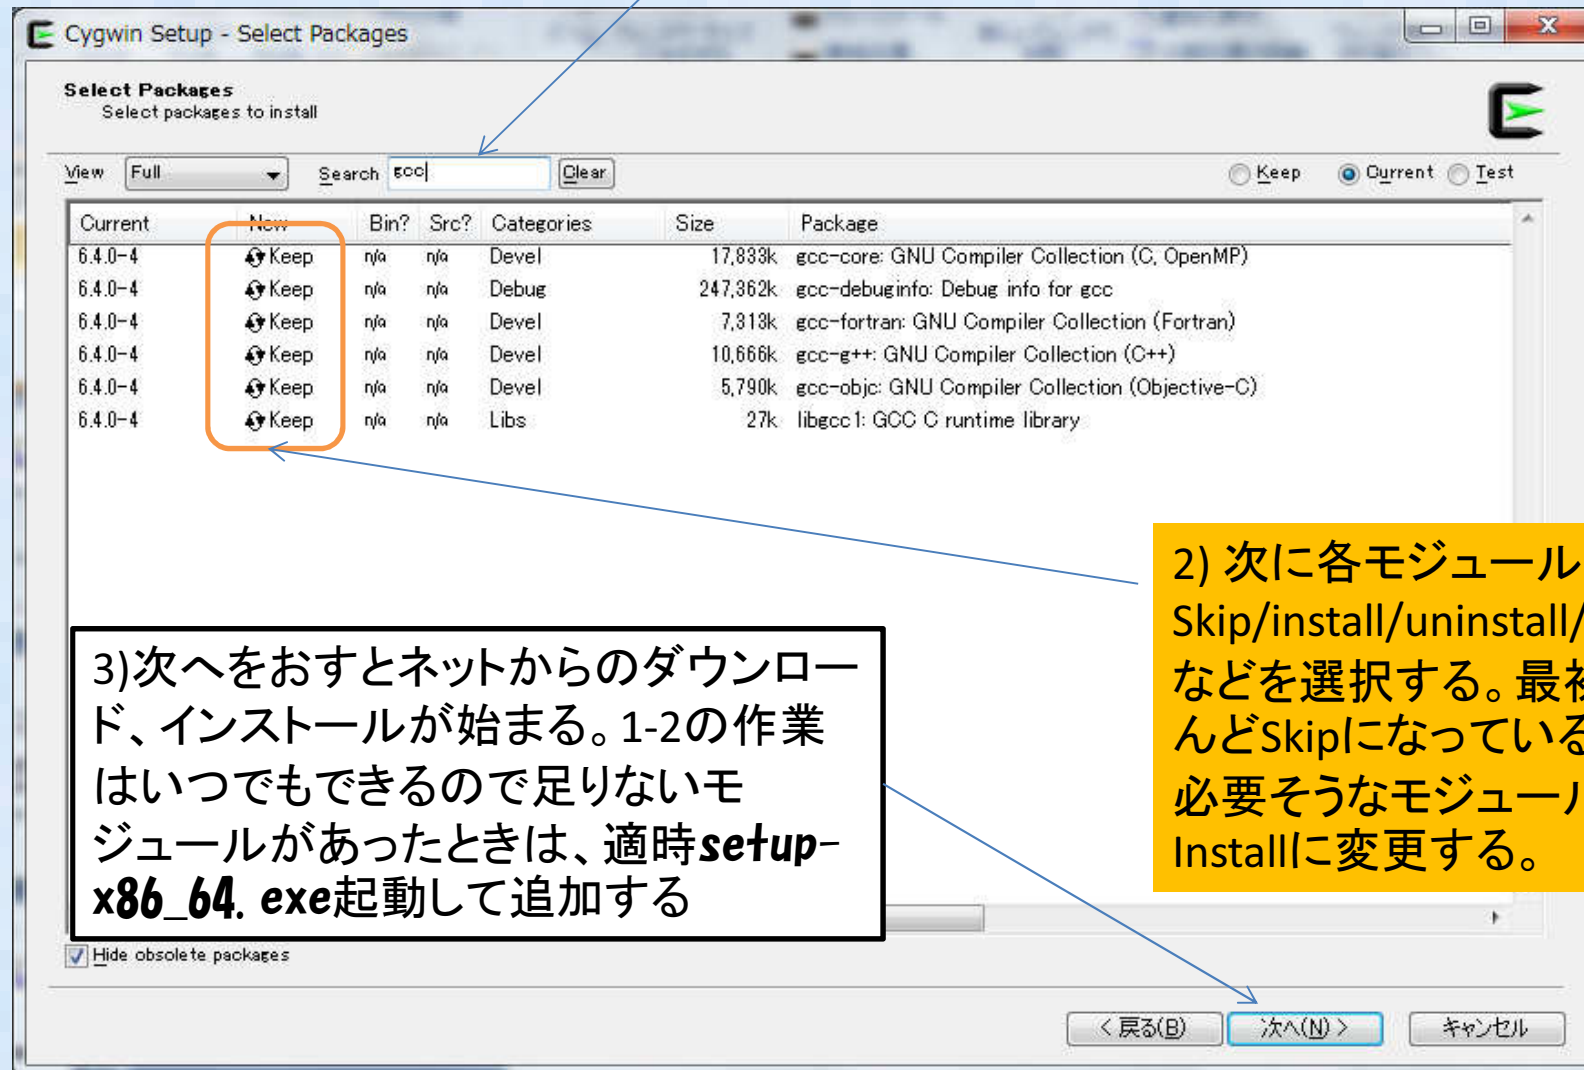 Cygwin Setup - Select Packages
Select Packages
Select packages to install
View Full Search gcc Clear Keep Current Test
Current New Bin? Src? Categories Size Package
6.4.0-4 Keep n/a n/a Devel 17,833k gcc-core: GNU Compiler Collection (C, OpenMP)
6.4.0-4 Keep n/a n/a Debug 247,362k gcc-debuginfo: Debug info for gcc
6.4.0-4 Keep n/a n/a Devel 7,313k gcc-fortran: GNU Compiler Collection (Fortran)
6.4.0-4 Keep n/a n/a Devel 10,666k gcc-g++: GNU Compiler Collection (C++)
6.4.0-4 Keep n/a n/a Devel 5,790k gcc-objc: GNU Compiler Collection (Objective-C)
6.4.0-4 Keep n/a n/a Libs 27k libgcc1: GCC C runtime library
2) 次に各モジュール
Skip/install/uninstall/
などを選択する。最初
んどSkipになっている
必要そうなモジュール
Installに変更する。
3)次へをおすとネットからのダウンロー
ド、インストールが始まる。1-2の作業
はいつでもできるので足りないモ
ジュールがあったときは、適時setup-
x86_64.exe起動して追加する
Hide obsolete packages
< 戻る(B) 次へ(N) > キャンセル